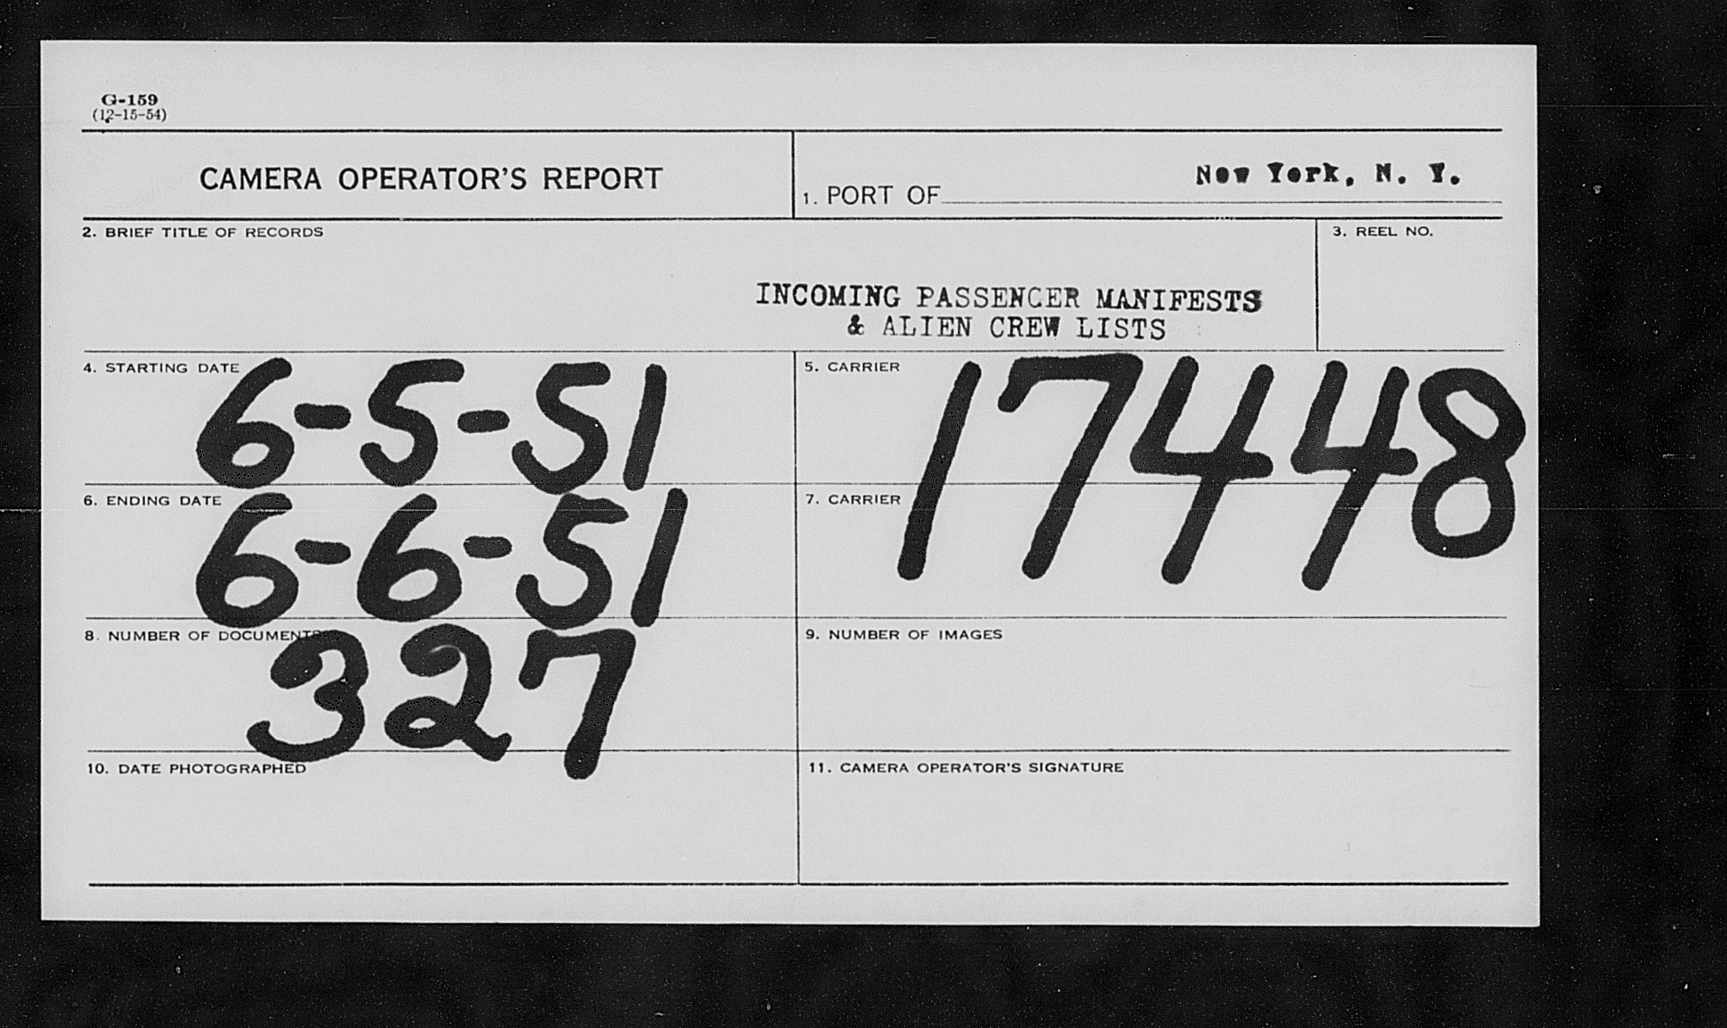 G-159
(12-15-54)
CAMERA OPERATOR'S REPORT
1. PORT OF New York, N. Y.
2. BRIEF TITLE OF RECORDS
3. REEL NO.
INCOMING PASSENGER MANIFESTS
& ALIEN CREW LISTS
4. STARTING DATE
6-5-51
5. CARRIER
17448
6. ENDING DATE
6-6-51
7. CARRIER
8. NUMBER OF DOCUMENTS
327
9. NUMBER OF IMAGES
10. DATE PHOTOGRAPHED
11. CAMERA OPERATOR'S SIGNATURE